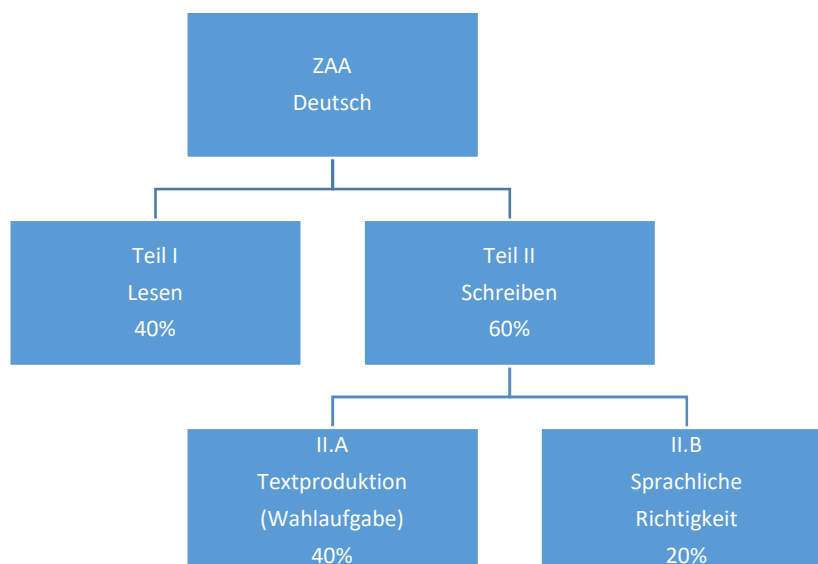 ZAA
Deutsch
Teil I
Lesen
40%
Teil II
Schreiben
60%
II.A
Textproduktion
(Wahlaufgabe)
40%
II.B
Sprachliche
Richtigkeit
20%